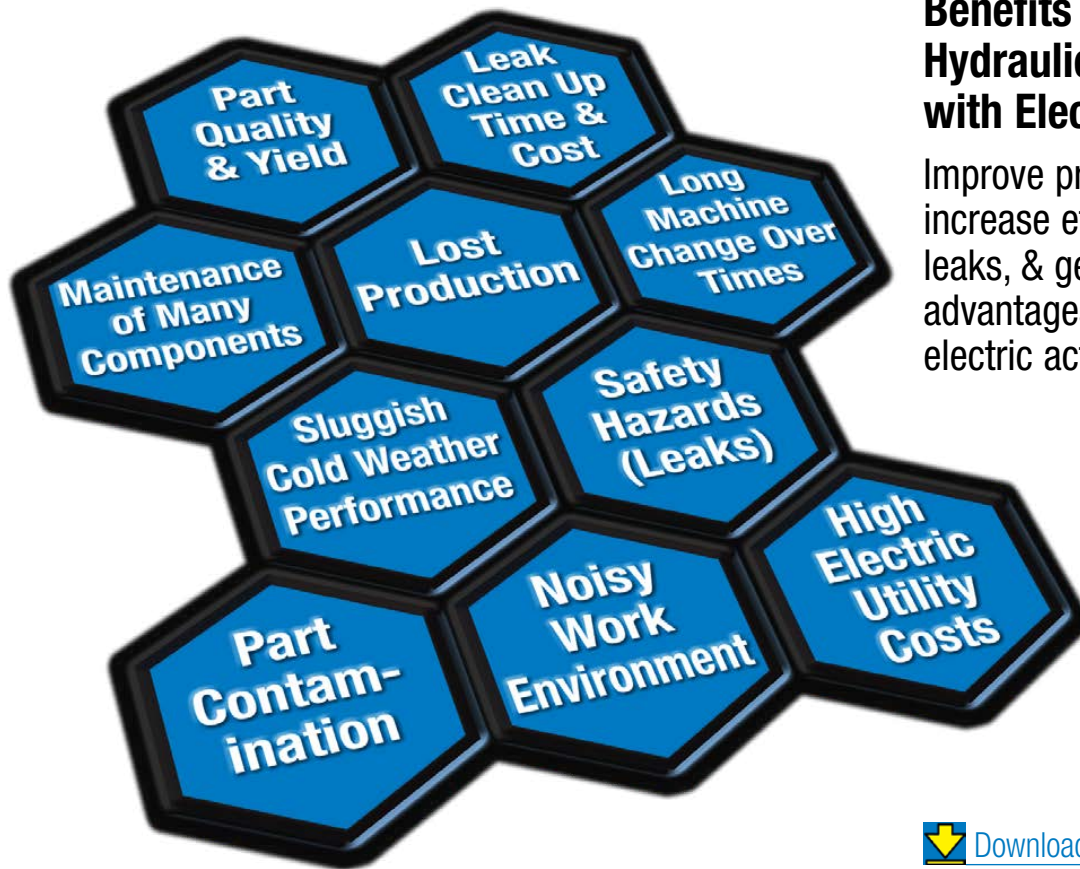 Part
Quality
& Yield
Leak
Clean Up
Time &
Cost
Maintenance
of Many
Components
Lost
Production
Long
Machine
Change Over
Times
Sluggish
Cold Weather
Performance
Safety
Hazards
(Leaks)
Part
Contam-
ination
Noisy
Work
Environment
High
Electric
Utility
Costs
Benefits
Hydraulic
with Elec
Improve pr
increase e
leaks, & ge
advantage
electric ac
Download